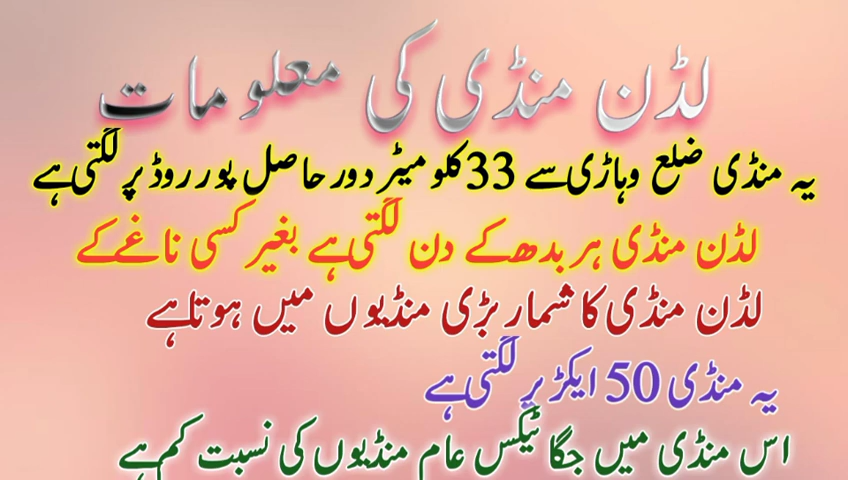 لڈن منڈی کی معلومات
یہ منڈی ضلع وہاڑی سے 33 کلو میٹر دور حاصل پور روڈ پر لگتی ہے
لڈن منڈی ہر بدھ کے دن لگتی ہے بغیر کسی ناغے کے
لڈن منڈی کا شمار بڑی منڈیوں میں ہوتا ہے
یہ منڈی 50 ایکڑ پر لگتی ہے
اس منڈی میں جگا ٹیکس عام منڈیوں کی نسبت کم ہے